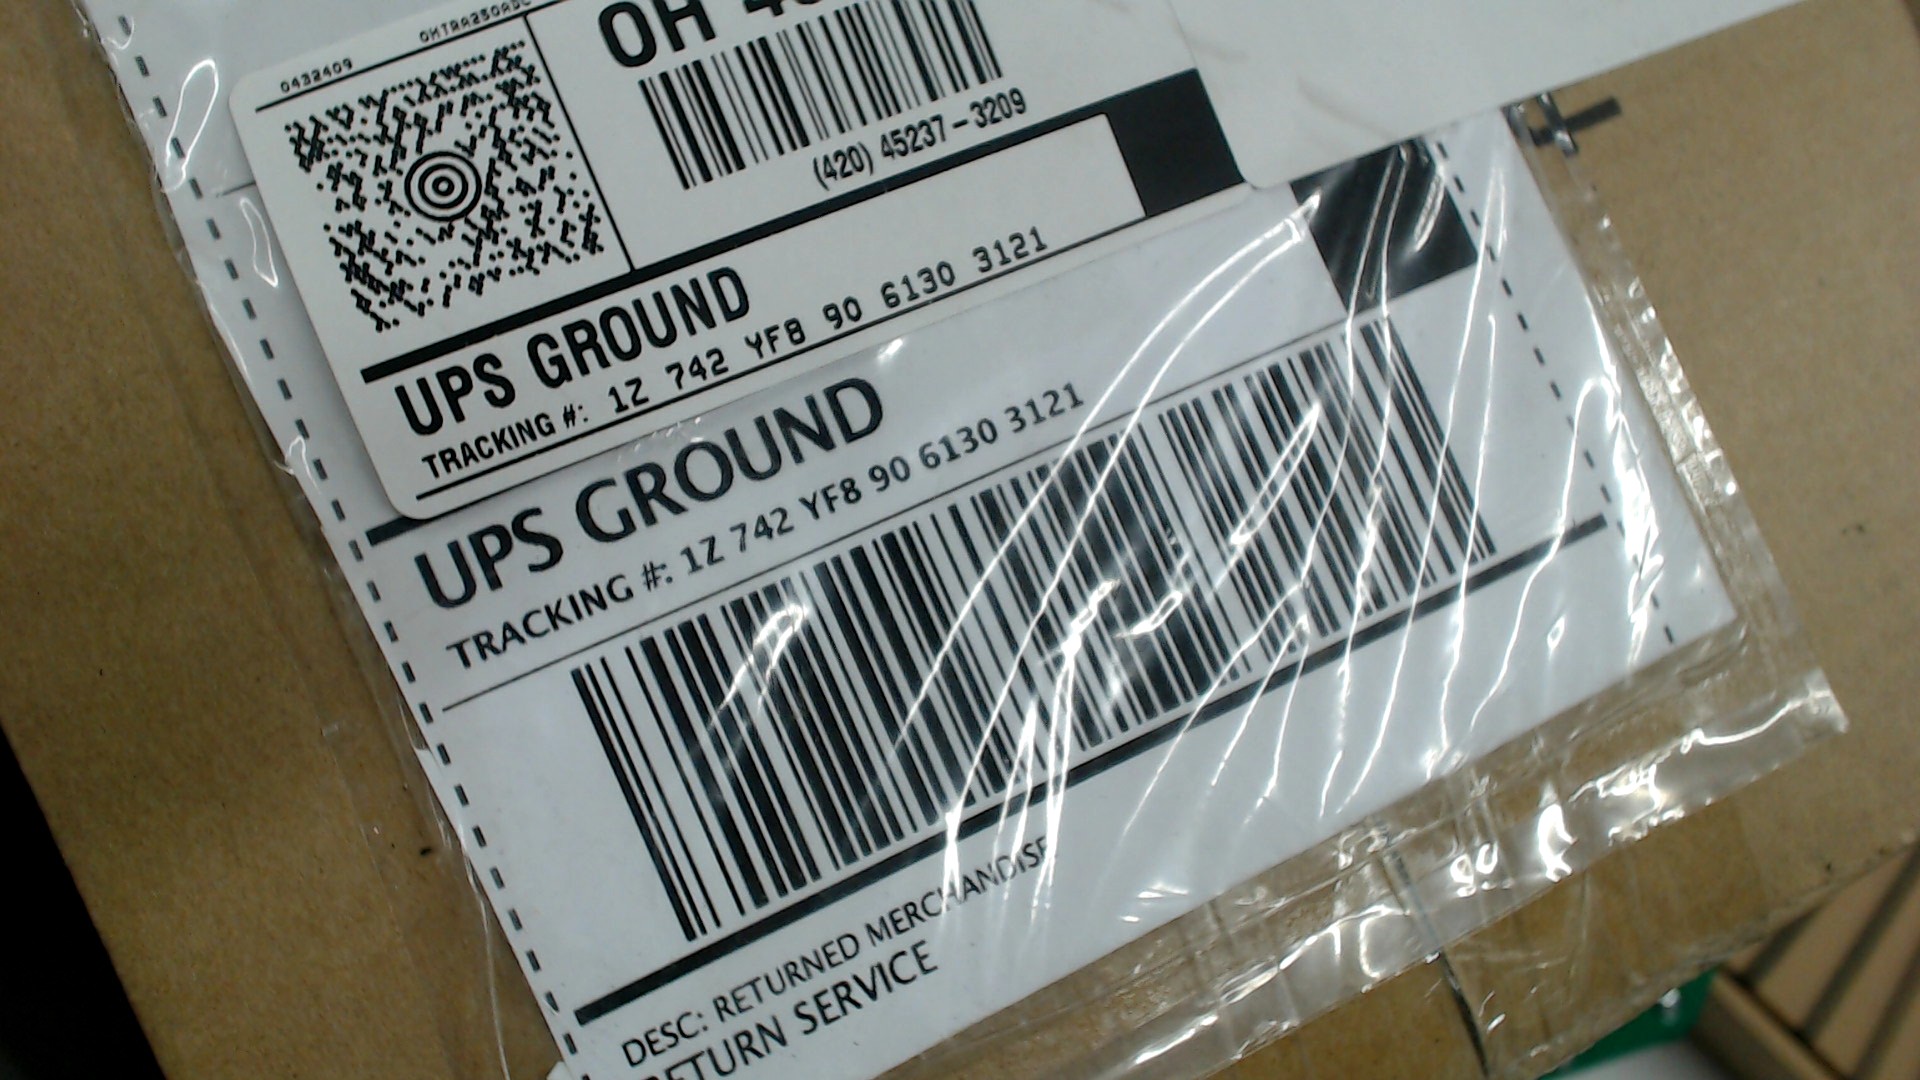 0432409
OH
(420) 45237-3209
UPS GROUND
TRACKING #: 1Z 742 YF8 90 6130 3121
UPS GROUND
TRACKING #: 1Z 742 YF8 90 6130 3121
DESC: RETURNED MERCHANDISE
RETURN SERVICE